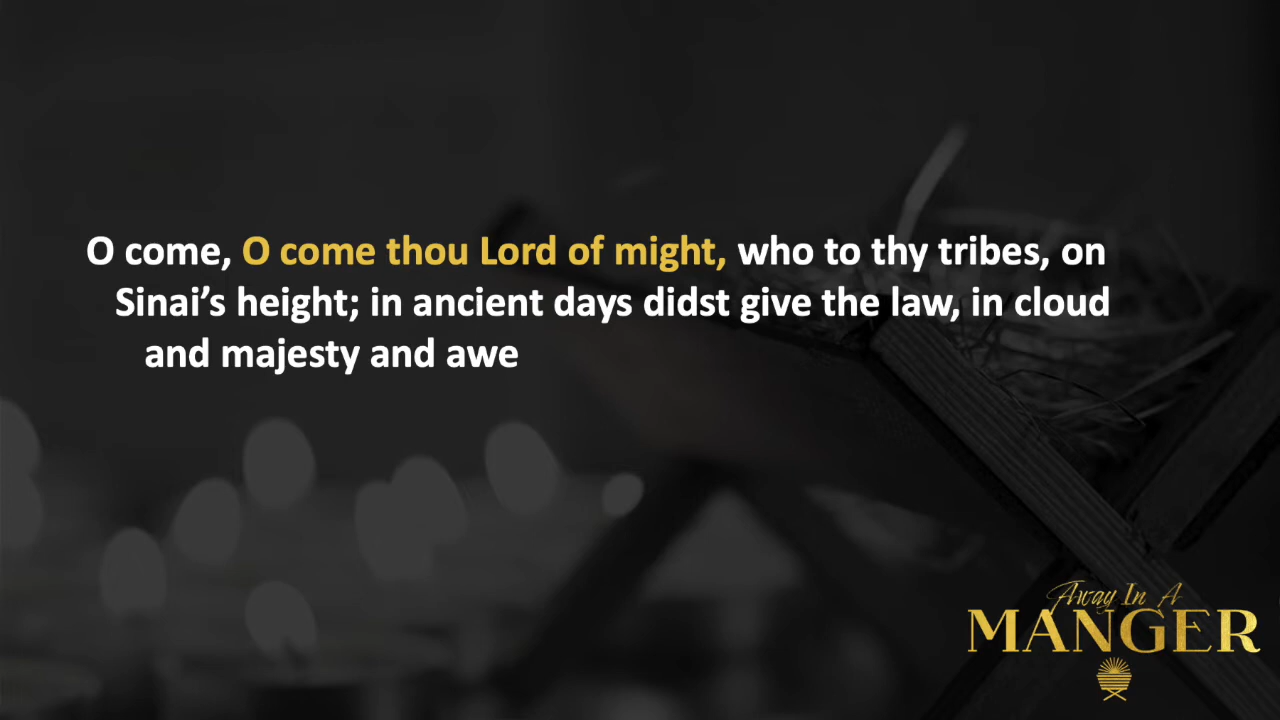 O come, O come thou Lord of might, who to thy tribes, on
Sinai’s height; in ancient days didst give the law, in cloud
and majesty and awe
Away In A
MANGER